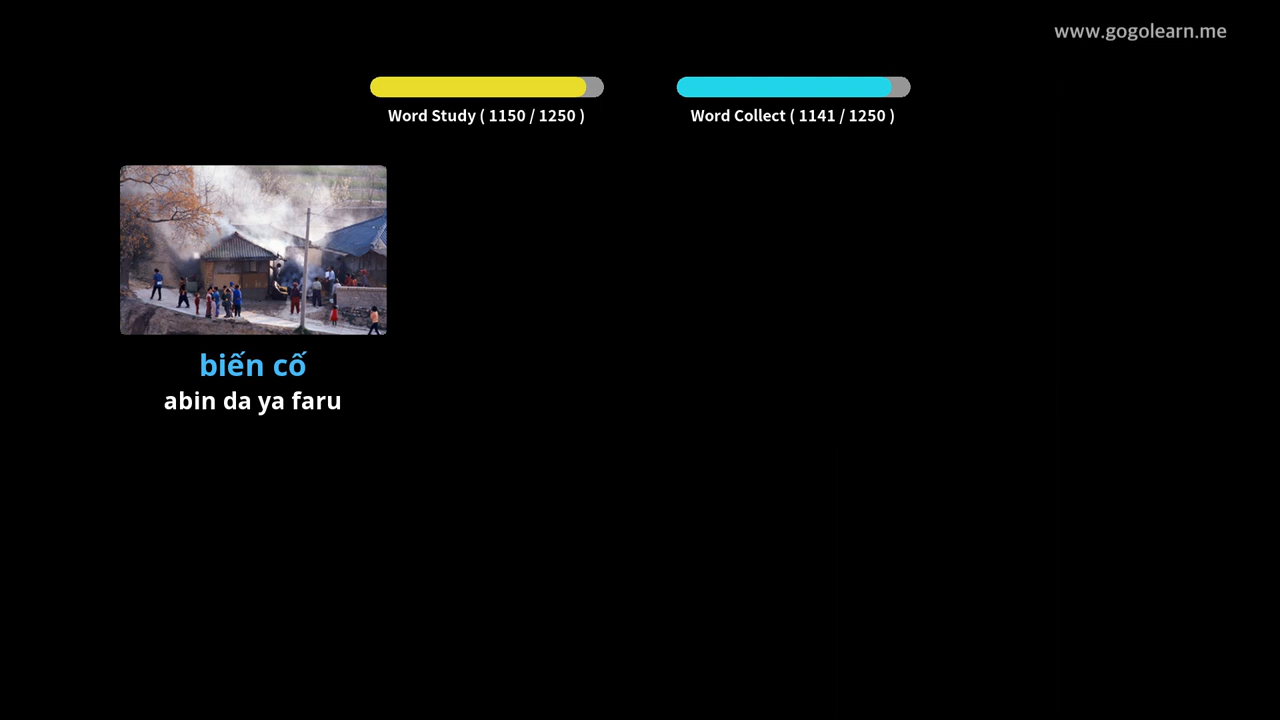 www.gogolearn.me
Word Study ( 1150 / 1250 )
Word Collect ( 1141 / 1250 )
biến cố
abin da ya faru